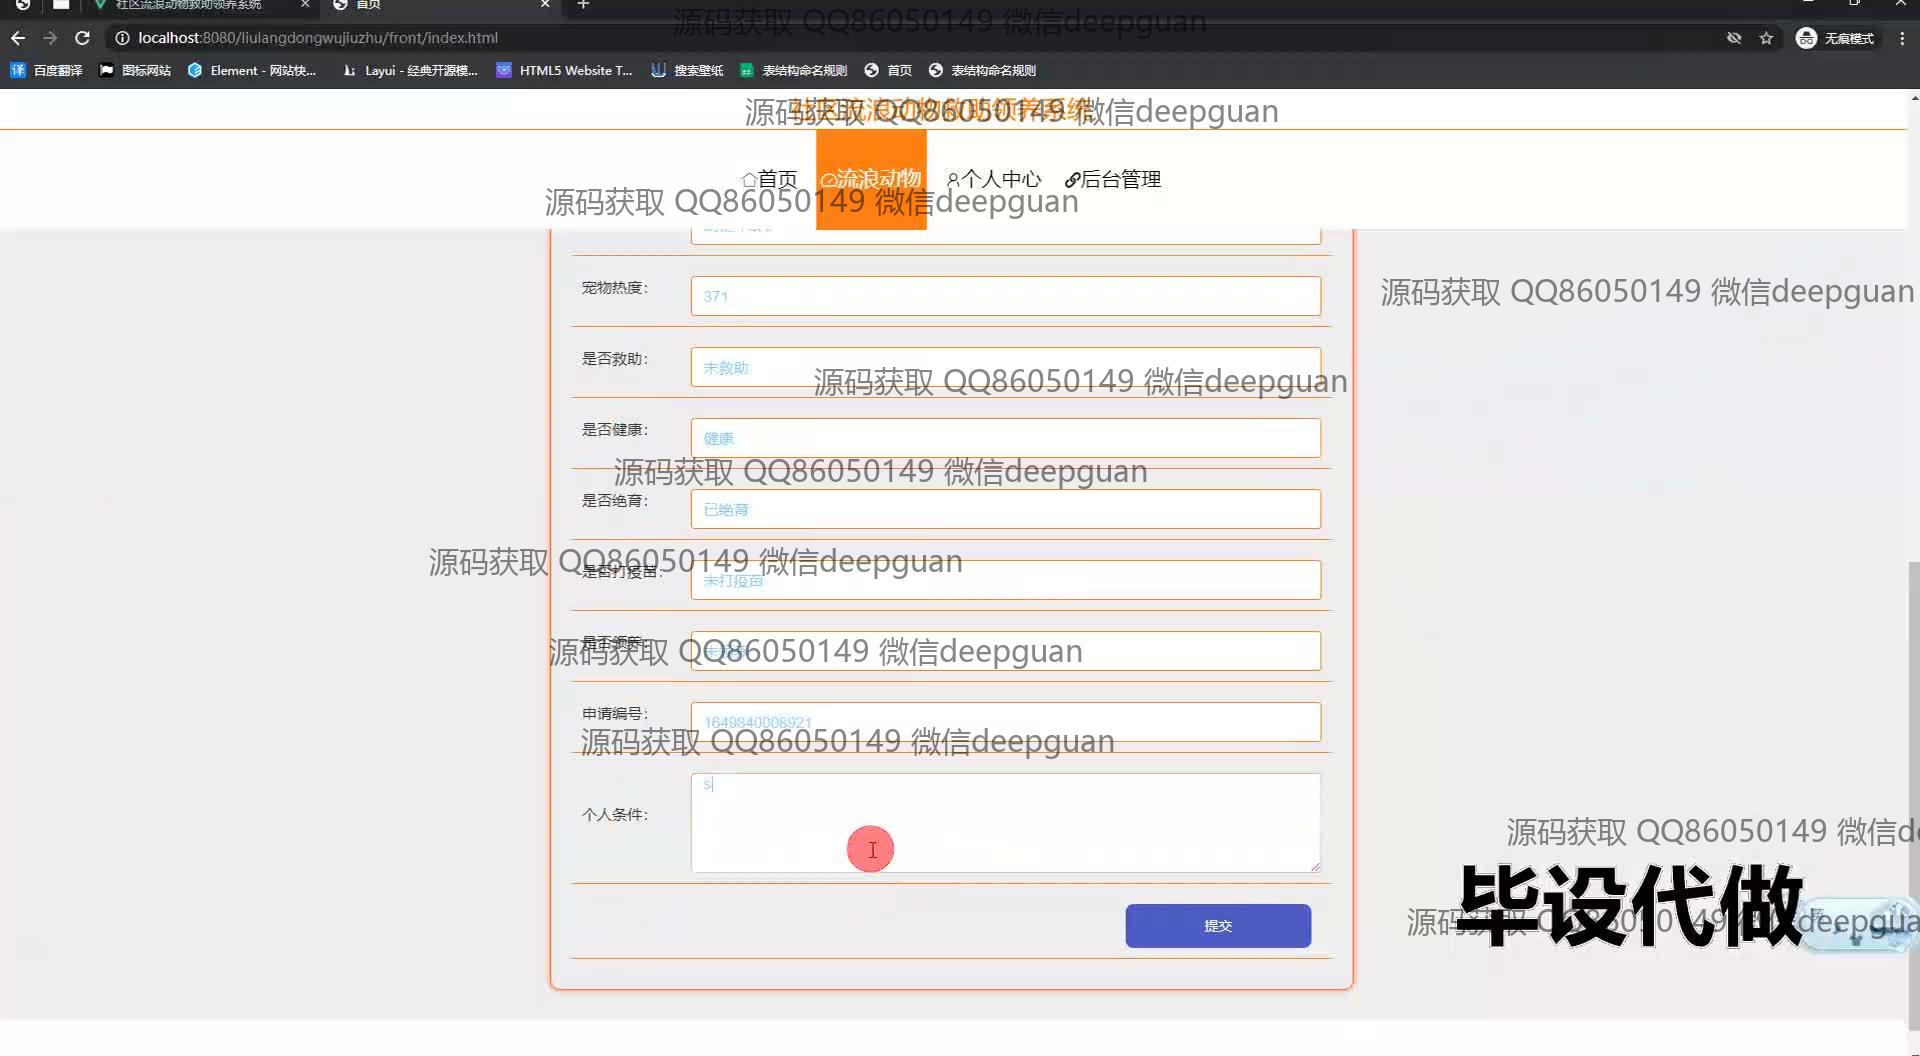 社区流浪动物救助领养系统
首页
源码获取 QQ86050149 微信deepguan
localhost:8080/liulangdongwujiuzhu/front/index.html
无痕模式
百度翻译
图标网站
Element - 网站快...
Layui - 经典开源模...
HTML5 Website T...
搜索壁纸
表结构命名规则
首页
表结构命名规则
社区流浪动物救助领养系统
源码获取 QQ86050149 微信deepguan
首页
流浪动物
个人中心
后台管理
源码获取 QQ86050149 微信deepguan
宠物热度:
371
源码获取 QQ86050149 微信deepguan
是否救助:
未救助
源码获取 QQ86050149 微信deepguan
是否健康:
健康
源码获取 QQ86050149 微信deepguan
是否绝育:
已绝育
源码获取 QQ86050149 微信deepguan
是否打疫苗:
未打疫苗
是否领养:
源码获取 QQ86050149 微信deepguan
申请编号:
1649840008921
源码获取 QQ86050149 微信deepguan
个人条件:
s
源码获取 QQ86050149 微信de
毕设代做
源码获取 QQ86050149 微信deepgua
提交